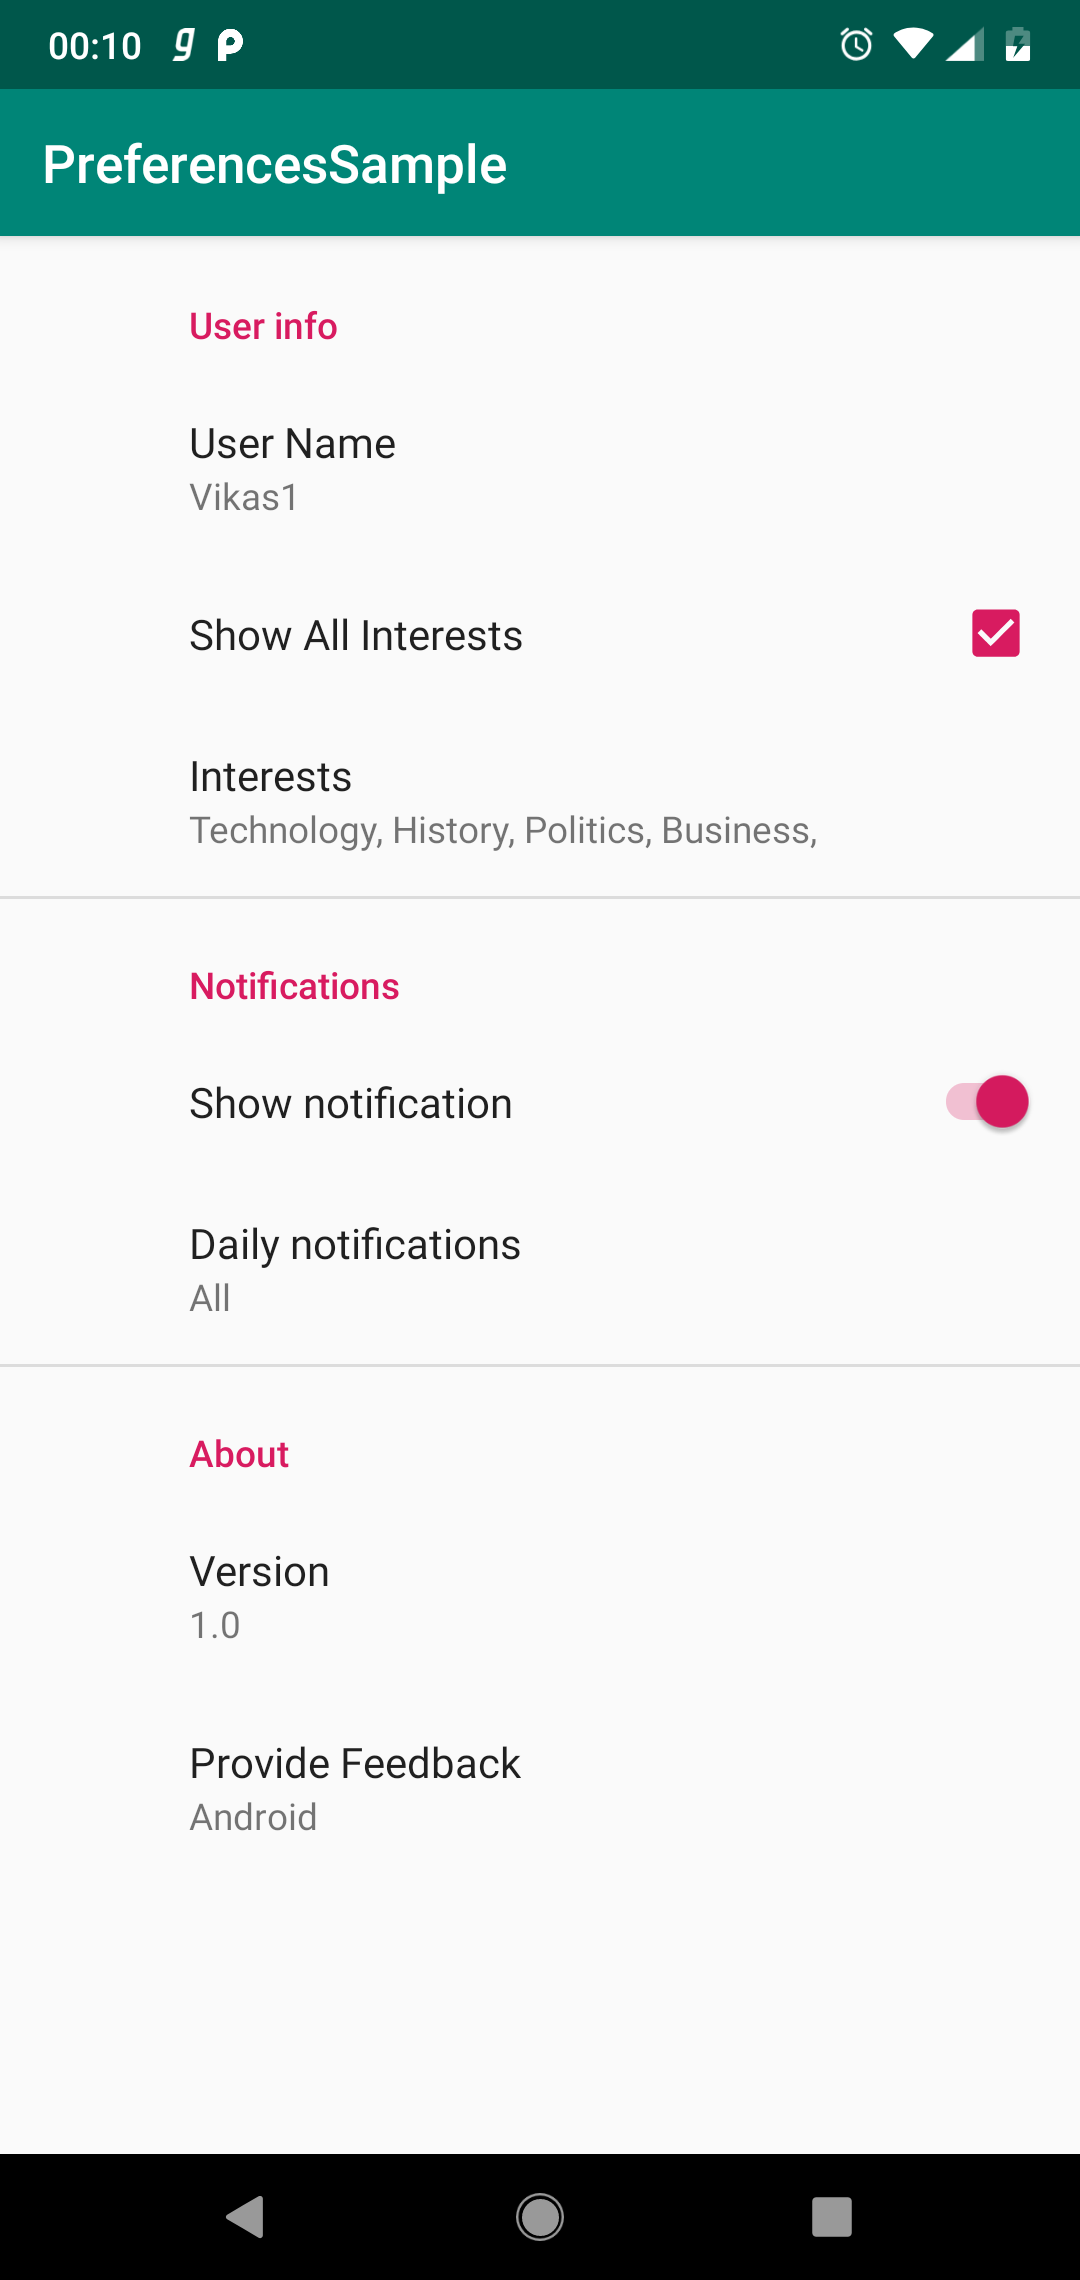 00:10 g p
PreferencesSample
User info
User Name
Vikas1
Show All Interests
Interests
Technology, History, Politics, Business,
Notifications
Show notification
Daily notifications
All
About
Version
1.0
Provide Feedback
Android